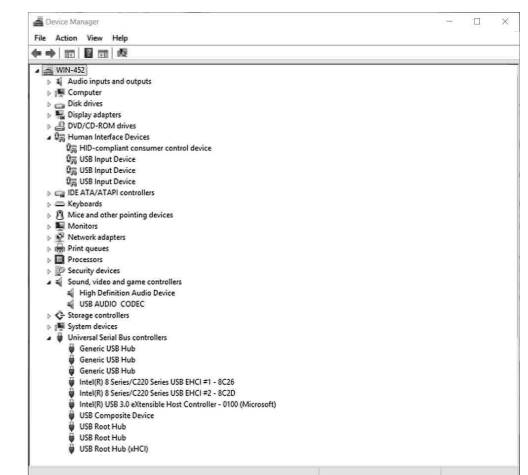 Device Manager
File Action View Help
WIN-452
Audio inputs and outputs
Computer
Disk drives
Display adapters
DVD/CD-ROM drives
Human Interface Devices
HID-compliant consumer control device
USB Input Device
USB Input Device
USB Input Device
IDE ATA/ATAPI controllers
Keyboards
Mice and other pointing devices
Monitors
Network adapters
Print queues
Processors
Security devices
Sound, video and game controllers
High Definition Audio Device
USB AUDIO CODEC
Storage controllers
System devices
Universal Serial Bus controllers
Generic USB Hub
Generic USB Hub
Generic USB Hub
Intel(R) 8 Series/C220 Series USB EHCI #1 - 8C26
Intel(R) 8 Series/C220 Series USB EHCI #2 - 8C2D
Intel(R) USB 3.0 eXtensible Host Controller - 0100 (Microsoft)
USB Composite Device
USB Root Hub
USB Root Hub
USB Root Hub (xHCI)